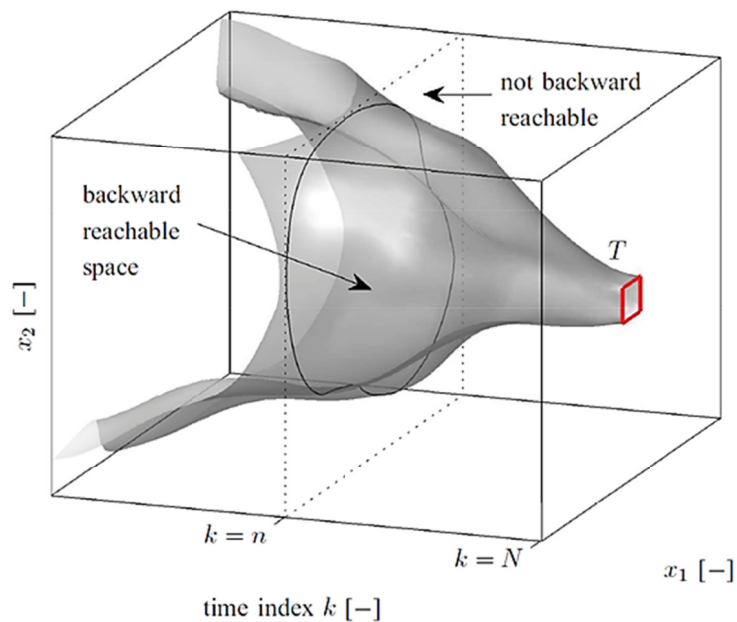 not backward
reachable
backward
reachable
space
T
x₂ [−]
k = n
k = N
x₁ [−]
time index k [−]